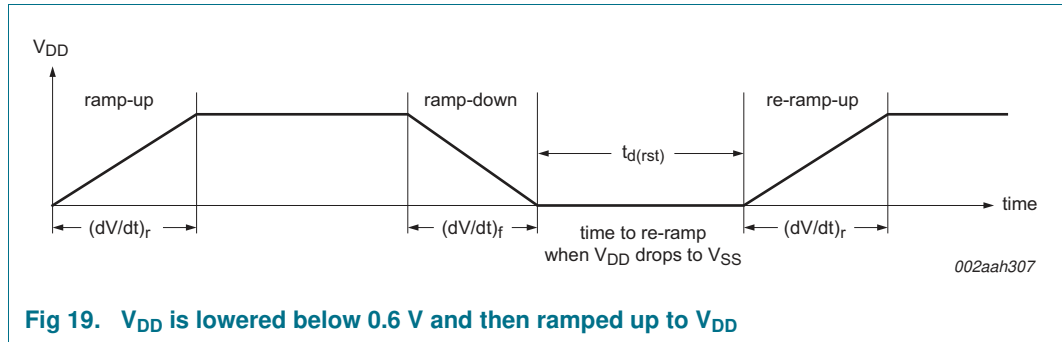 VDD
ramp-up
ramp-down
re-ramp-up
td(rst)
time
(dV/dt)r
(dV/dt)f
time to re-ramp
when VDD drops to VSS
(dV/dt)r
002aah307
Fig 19. VDD is lowered below 0.6 V and then ramped up to VDD